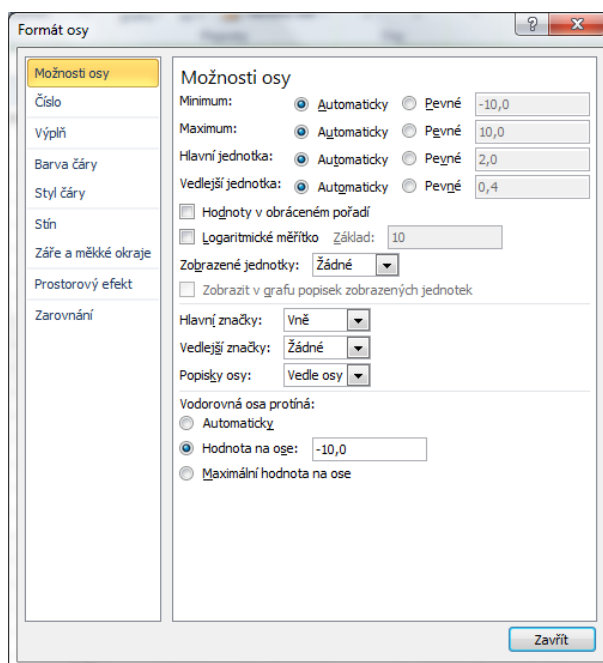 Formát osy
Možnosti osy
Číslo
Výplň
Barva čáry
Styl čáry
Stín
Záře a měkké okraje
Prostorový efekt
Zarovnání
Možnosti osy
Minimum: Automaticky Pevné -10,0
Maximum: Automaticky Pevné 10,0
Hlavní jednotka: Automaticky Pevné 2,0
Vedlejší jednotka: Automaticky Pevné 0,4
Hodnoty v obráceném pořadí
Logaritmické měřítko Základ: 10
Zobrazené jednotky: Žádné
Zobrazit v grafu popisek zobrazených jednotek
Hlavní značky: Vně
Vedlejší značky: Žádné
Popisky osy: Vedle osy
Vodorovná osa protíná:
Automaticky
Hodnota na ose: -10,0
Maximální hodnota na ose
Zavřít